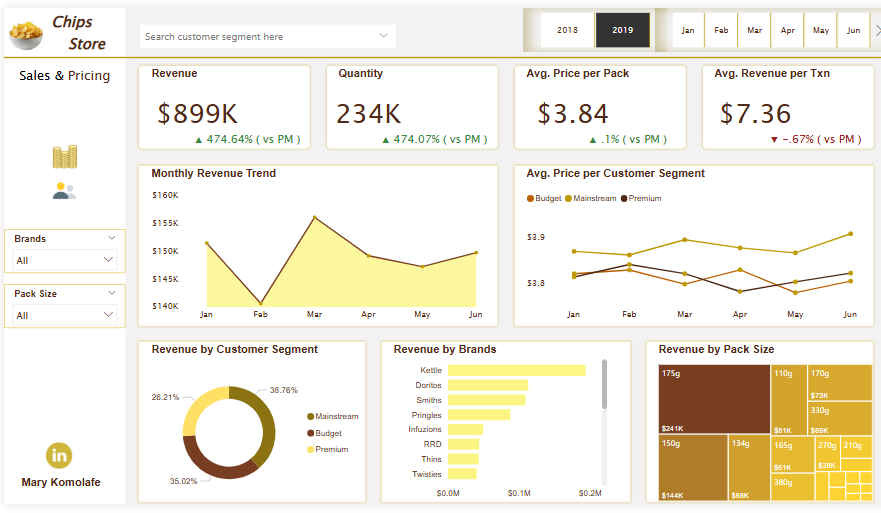 Chips
Store
Search customer segment here
2018
2019
Jan
Feb
Mar
Apr
May
Jun
Sales & Pricing
Revenue
$899K
▲ 474.64% ( vs PM )
Quantity
234K
▲ 474.07% ( vs PM )
Avg. Price per Pack
$3.84
▲ .1% ( vs PM )
Avg. Revenue per Txn
$7.36
▼ -.67% ( vs PM )
Brands
All
Pack Size
All
Monthly Revenue Trend
$160K
$155K
$150K
$145K
$140K
Jan
Feb
Mar
Apr
May
Jun
Avg. Price per Customer Segment
Budget
Mainstream
Premium
$3.9
$3.8
Jan
Feb
Mar
Apr
May
Jun
Revenue by Customer Segment
26.21%
38.76%
35.02%
Mainstream
Budget
Premium
Revenue by Brands
Kettle
Doritos
Smiths
Pringles
Infuzions
RRD
Thins
Twisties
$0.0M
$0.1M
$0.2M
Revenue by Pack Size
175g
$241K
150g
$144K
134g
$88K
110g
$81K
170g
$73K
330g
$69K
165g
$51K
380g
270g
$28K
210g
in
Mary Komolafe